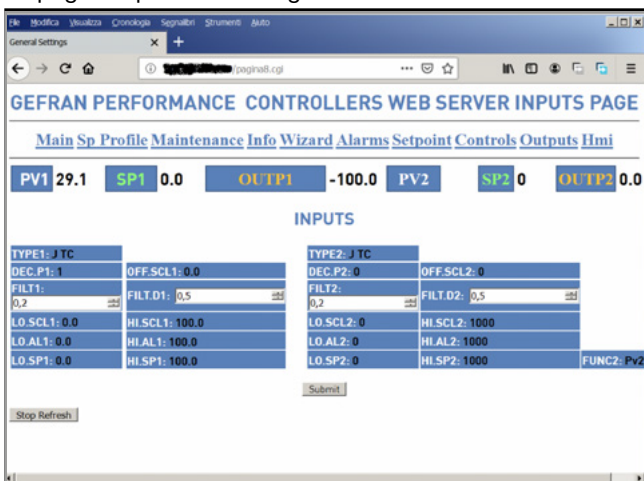 File Modifica Visualizza Cronologia Segnalibri Strumenti Aiuto
General Settings
/pagina8.cgi
GEFRAN PERFORMANCE CONTROLLERS WEB SERVER INPUTS PAGE
Main Sp Profile Maintenance Info Wizard Alarms Setpoint Controls Outputs Hmi
PV1 29.1 SP1 0.0 OUTP1 -100.0 PV2 SP2 0 OUTP2 0.0
INPUTS
TYPE1: J TC TYPE2: J TC
DEC.P1: 1 OFF.SCL1: 0.0 DEC.P2: 0 OFF.SCL2: 0
FILT1: 0,2 FILT.D1: 0,5 FILT2: 0,2 FILT.D2: 0,5
LO.SCL1: 0.0 HI.SCL1: 100.0 LO.SCL2: 0 HI.SCL2: 1000
LO.AL1: 0.0 HI.AL1: 100.0 LO.AL2: 0 HI.AL2: 1000
LO.SP1: 0.0 HI.SP1: 100.0 LO.SP2: 0 HI.SP2: 1000 FUNC2: Pv2
Submit
Stop Refresh